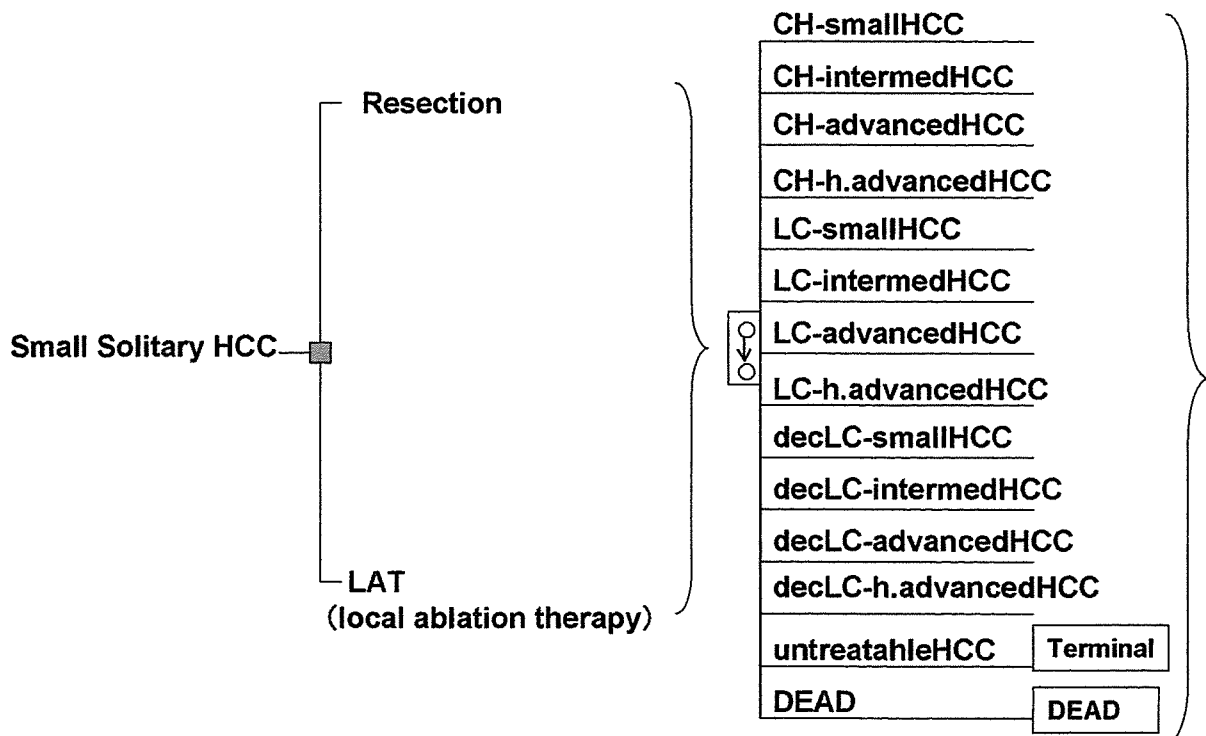 Small Solitary HCC
Resection
LAT
(local ablation therapy)
CH-smallHCC
CH-intermedHCC
CH-advancedHCC
CH-h.advancedHCC
LC-smallHCC
LC-intermedHCC
LC-advancedHCC
LC-h.advancedHCC
decLC-smallHCC
decLC-intermedHCC
decLC-advancedHCC
decLC-h.advancedHCC
untreatahleHCC Terminal
DEAD DEAD